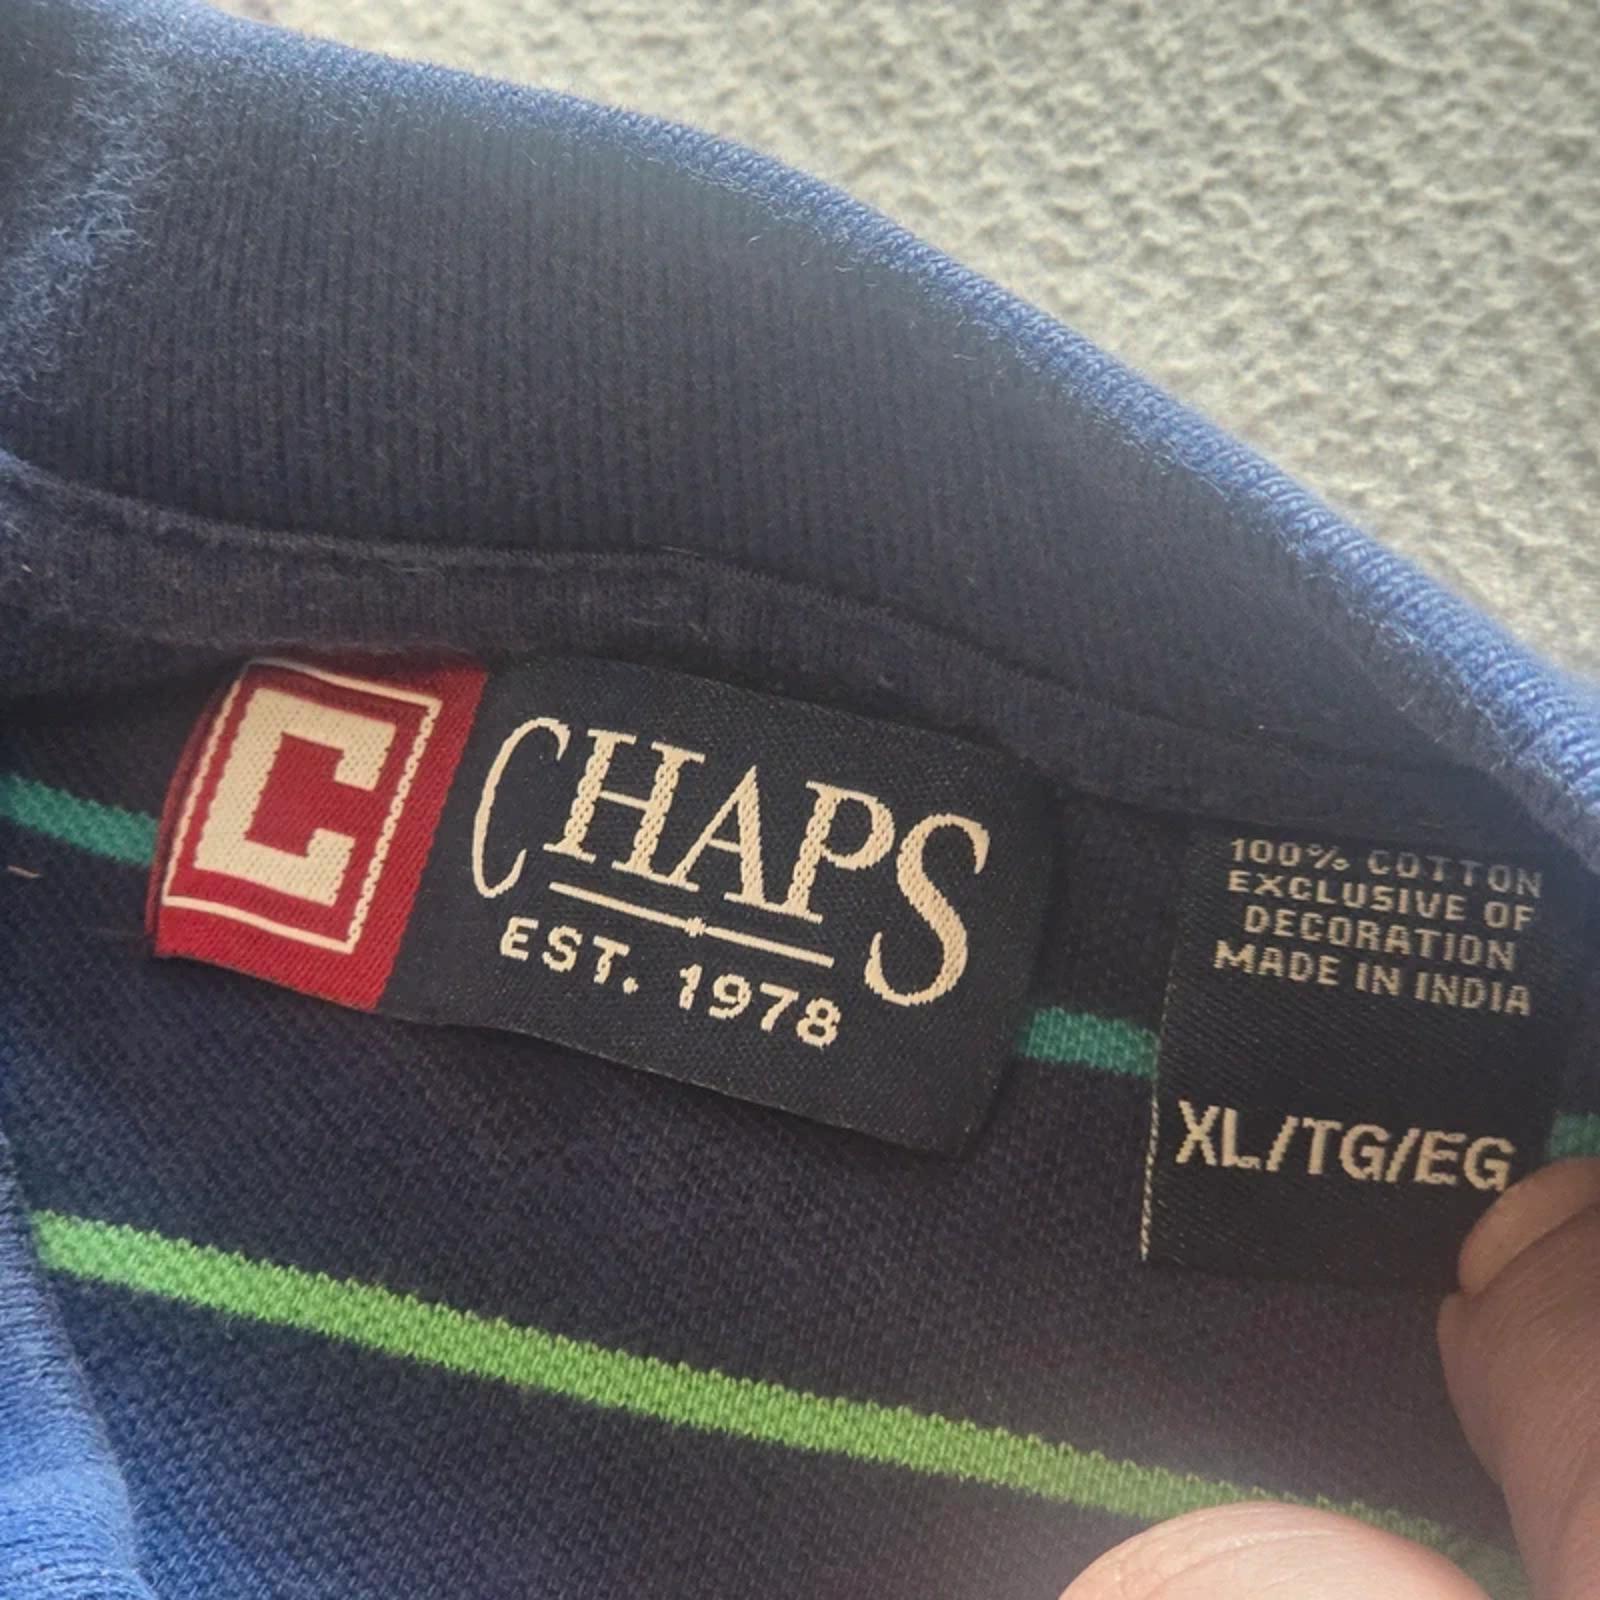 C
CHAPS
EST. 1978
100% COTTON
EXCLUSIVE OF
DECORATION
MADE IN INDIA
XL/TG/EG